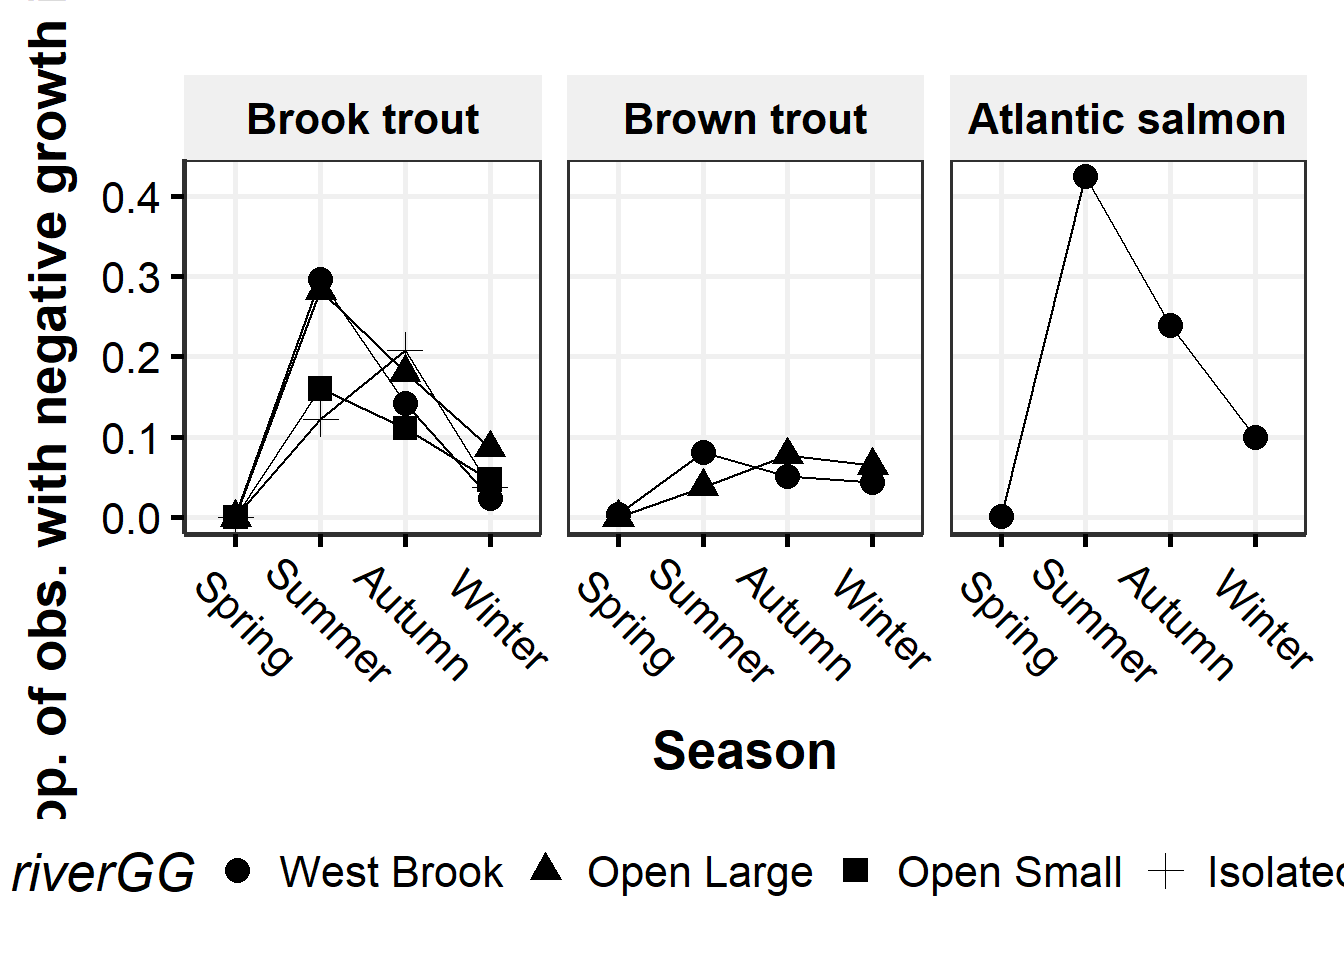 Brook trout
Brown trout
Atlantic salmon
op. of obs. with negative growth
0.4
0.3
0.2
0.1
0.0
Spring
Summer
Autumn
Winter
Spring
Summer
Autumn
Winter
Spring
Summer
Autumn
Winter
Season
riverGG West Brook Open Large Open Small Isolated